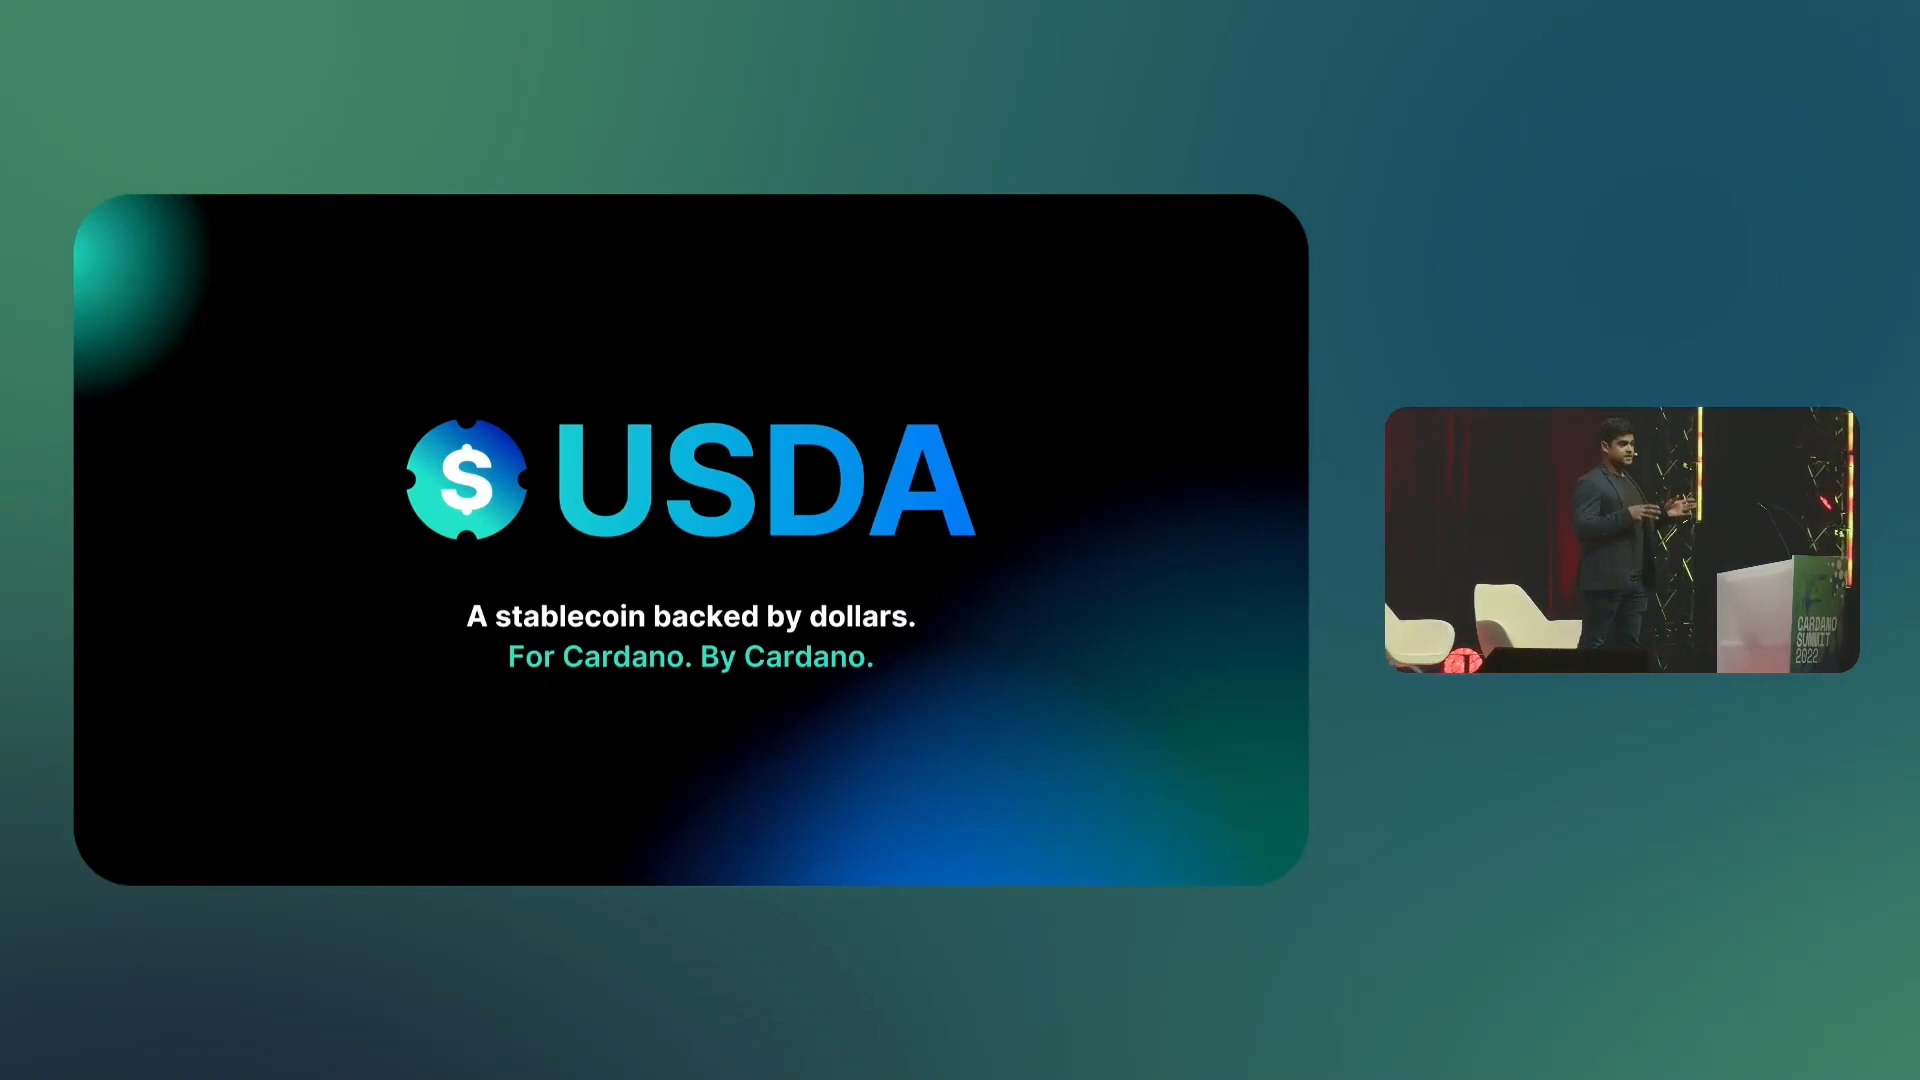 $ USDA
A stablecoin backed by dollars.
For Cardano. By Cardano.
CARDANO
SUMMIT
2022